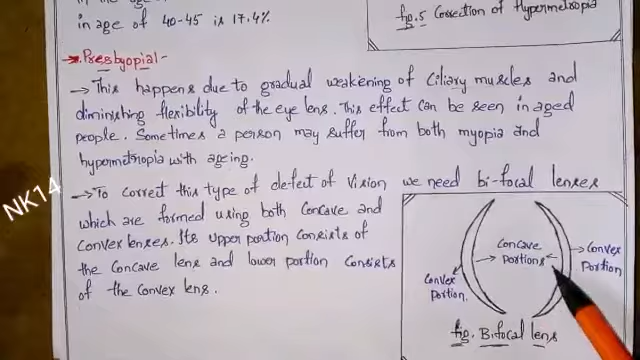 in age of 40-45 is 17.4%
fig.5 Correction of Hypermetropia
→ Presbyopial -
→ This happens due to gradual weakening of Ciliary muscles and
diminishing flexibility of the eye lens. This effect can be seen in aged
people. Sometimes a person may suffer from both myopia and
hypermetropia with ageing.
→ To correct this type of defect of Vision we need bi-focal lenses
which are formed using both Concave and
Convex lenses. Its upper portion consists of
the Concave lens and lower portion consists
of the Convex lens.
Concave
portions
Convex
Portion
Convex
Portion.
fig. Bifocal lens
NK14